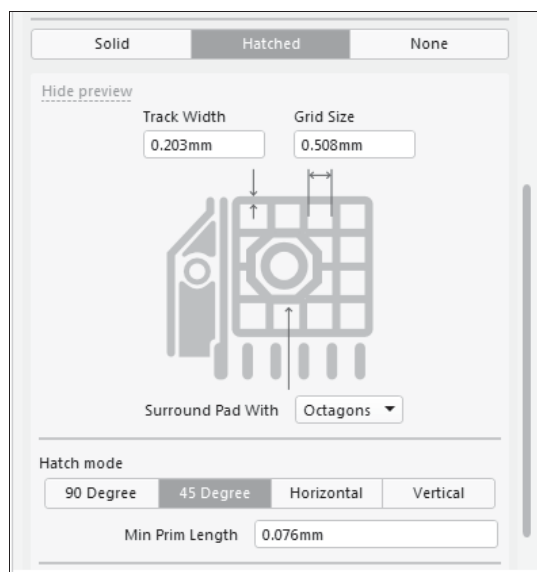 Solid Hatched None
Hide preview
Track Width Grid Size
0.203mm 0.508mm
Surround Pad With Octagons
Hatch mode
90 Degree 45 Degree Horizontal Vertical
Min Prim Length 0.076mm